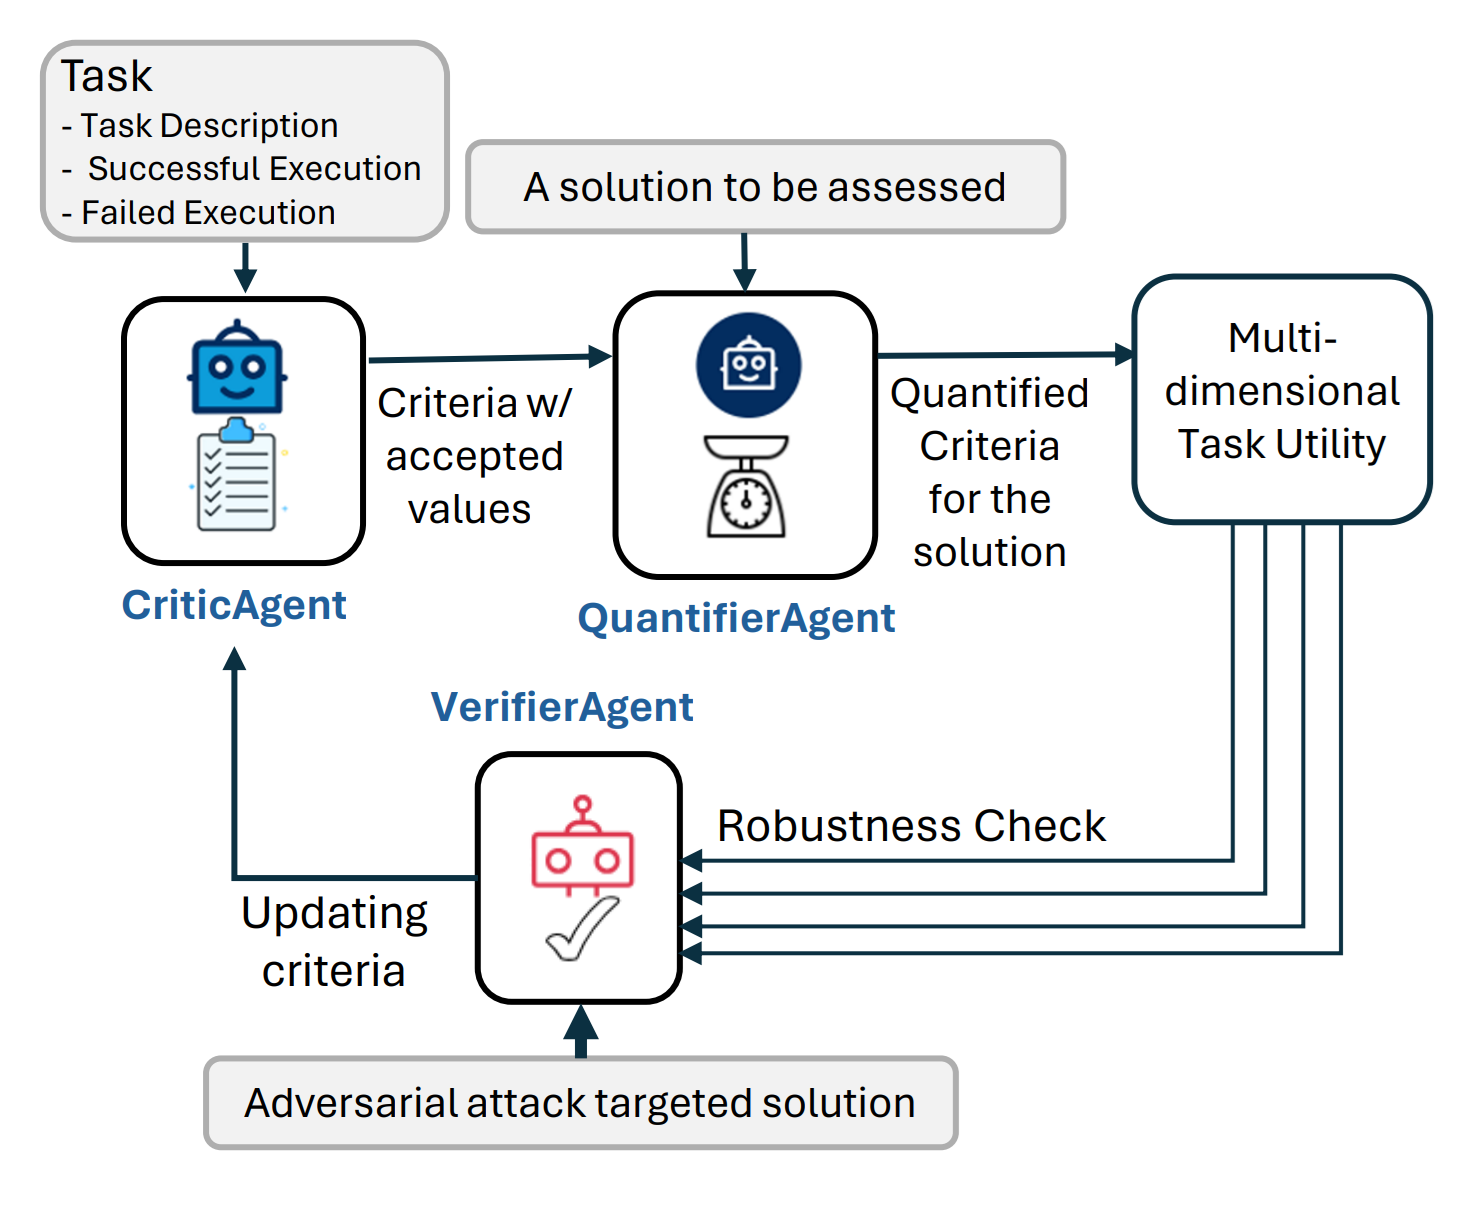 Task
- Task Description
- Successful Execution
- Failed Execution
A solution to be assessed
Criteria w/
accepted
values
Quantified
Criteria
for the
solution
Multi-
dimensional
Task Utility
CriticAgent
QuantifierAgent
VerifierAgent
Robustness Check
Updating
criteria
Adversarial attack targeted solution